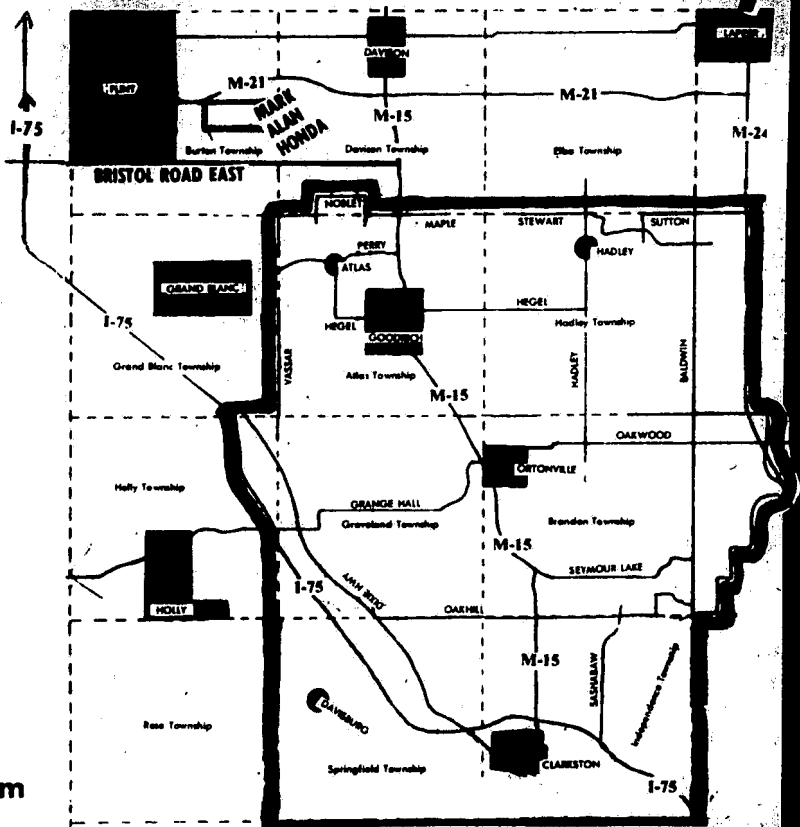 LAPEER
DAVISON
FLINT
M-21
M-21
MARK
ALAN
HONDA
I-75
M-15
M-24
Burton Township
Davison Township
Elba Township
BRISTOL ROAD EAST
NOBLET
MAPLE
STEWART
SUTTON
PERRY
HADLEY
ATLAS
GRAND BLANC
HEGEL
I-75
HEGEL
Hadley Township
GOODRICH
VASSAR
HADLEY
BALDWIN
Grand Blanc Township
Atlas Township
M-15
OAKWOOD
ORTONVILLE
Holly Township
GRANGE HALL
Groveland Township
Brandon Township
M-15
SEYMOUR LAKE
I-75
DIXIE HWY
HOLLY
OAKHILL
M-15
SASHABAW
Independence Township
DAVISBURG
Rose Township
CLARKSTON
Springfield Township
I-75
m